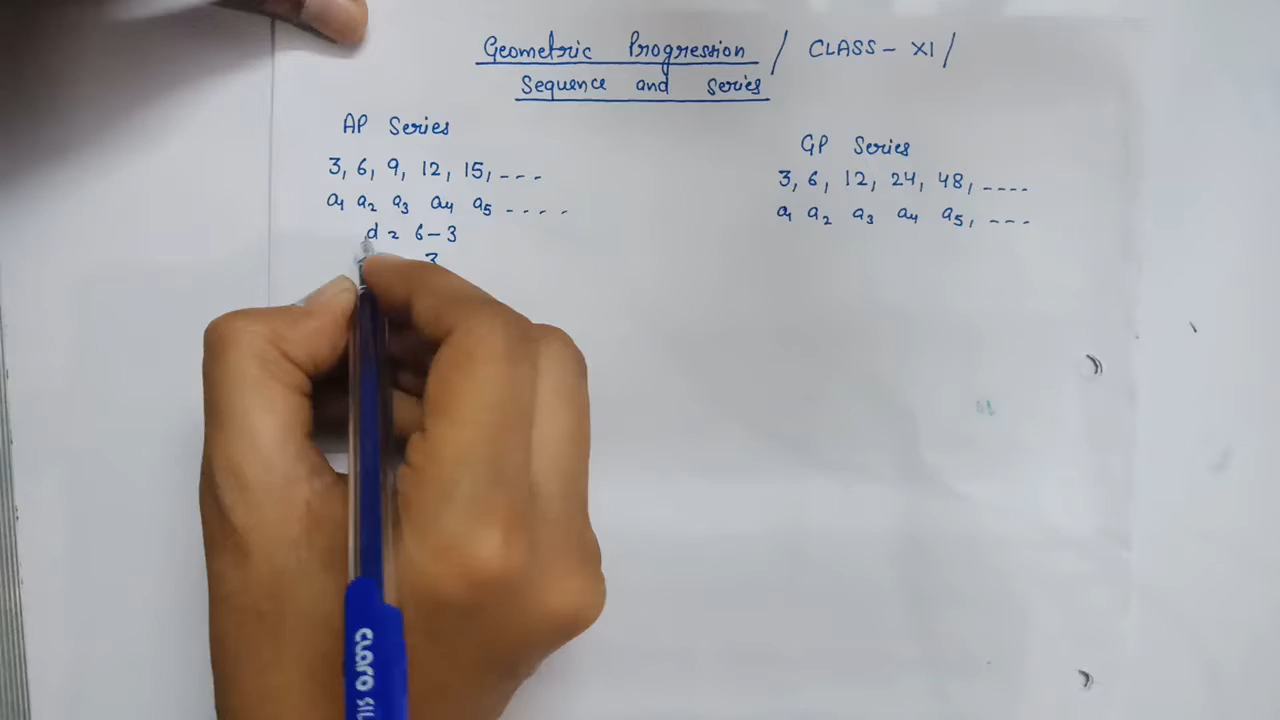 Geometric Progression / CLASS - XI /
Sequence and Series
AP Series
3, 6, 9, 12, 15, ---
a1 a2 a3 a4 a5 ----
d = 6 - 3
3
GP Series
3, 6, 12, 24, 48, ----
a1 a2 a3 a4 a5, ---
CLARO